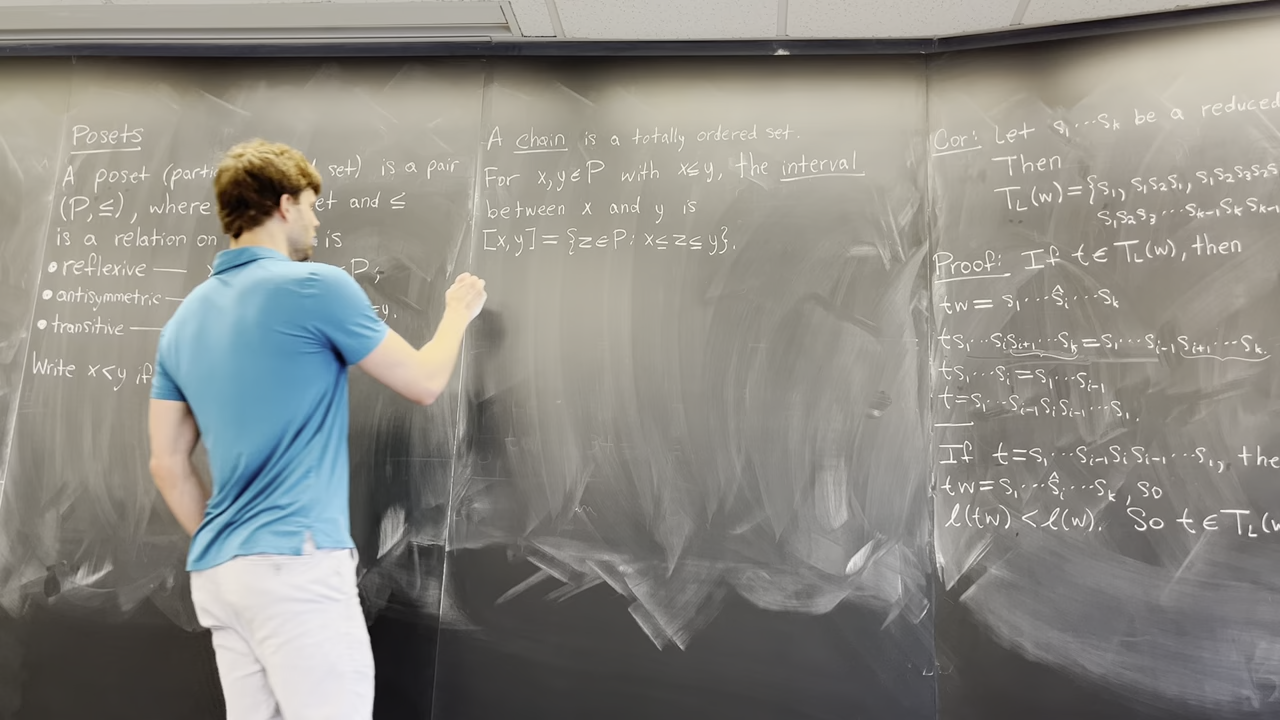 Posets
A poset (partic set) is a pair
(P, ≤), where et and ≤
is a relation on is
• reflexive — P;
• antisymmetric — ≤y.
• transitive —
Write x<y if
A chain is a totally ordered set.
For x,y∈P with x≤y, the interval
between x and y is
[x,y]={z∈P: x≤z≤y}.
Cor: Let s₁⋯sₖ be a reduced
Then
T_L(w)={s₁, s₁s₂s₁, s₁s₂s₃s₂s
s₁s₂s₃⋯sₖ₋₁sₖsₖ₋₁
Proof: If t∈T_L(w), then
tw= s₁⋯ŝᵢ⋯sₖ
ts₁⋯sᵢsᵢ₊₁⋯sₖ=s₁⋯sᵢ₋₁sᵢ₊₁⋯sₖ.
ts₁⋯sᵢ=s₁⋯sᵢ₋₁
t=s₁⋯sᵢ₋₁sᵢsᵢ₋₁⋯s₁.
If t=s₁⋯sᵢ₋₁sᵢsᵢ₋₁⋯s₁, the
tw=s₁⋯ŝᵢ⋯sₖ, so
ℓ(tw)<ℓ(w). So t∈T_L(w